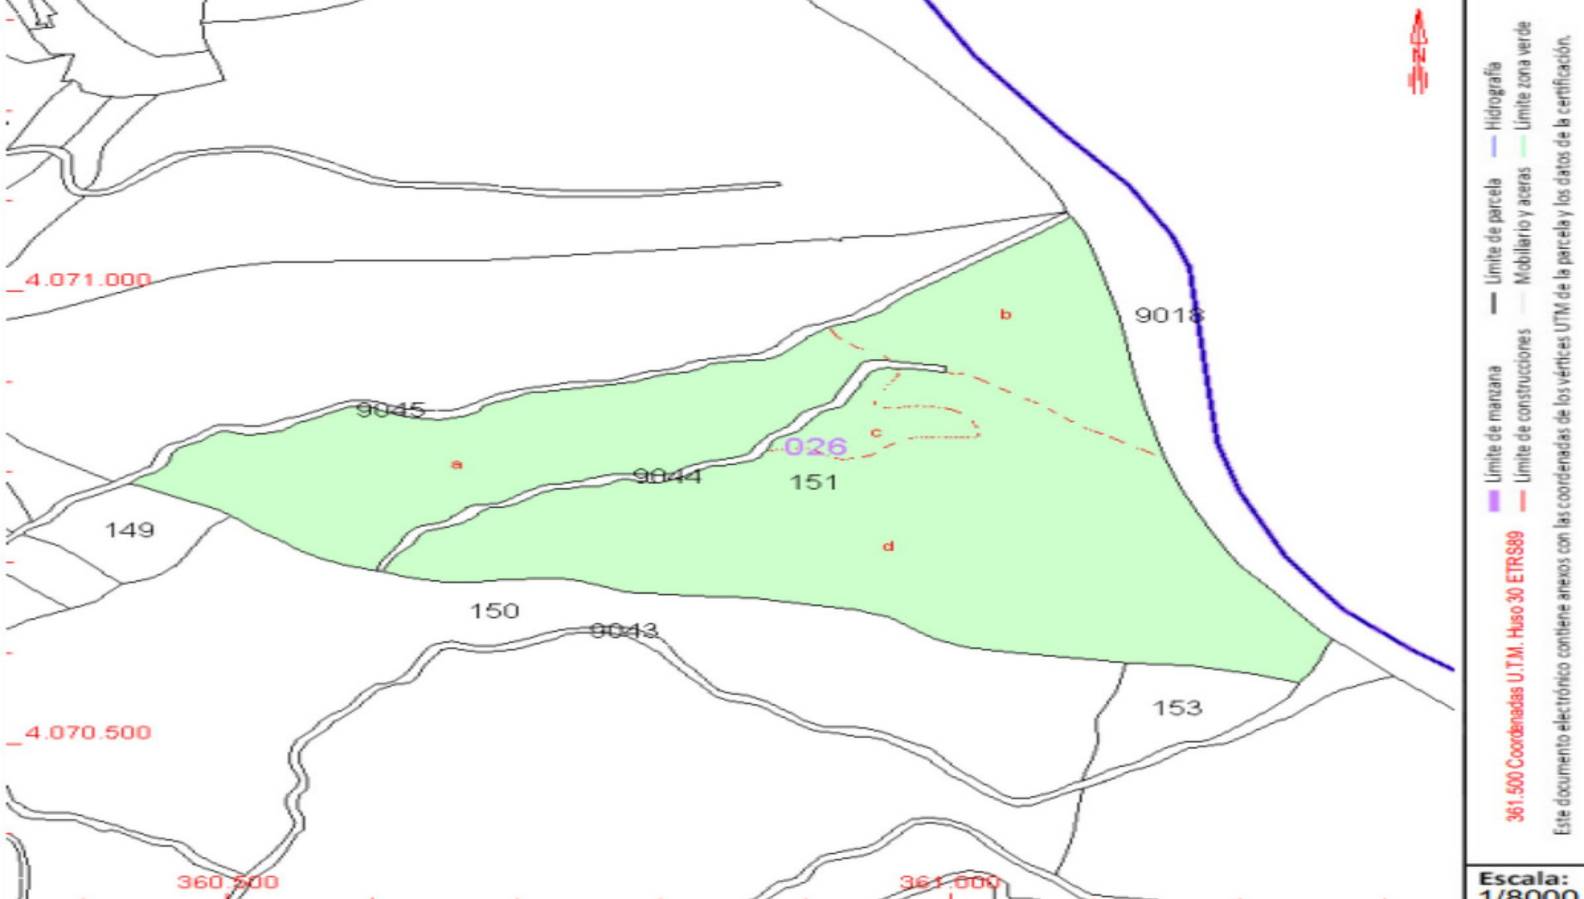 4.071.000
b
9018
9045
a
c
026
9044
151
149
d
150
9043
153
4.070.500
360.500
361.000
N
Hidrografía
Límite zona verde
Límite de parcela
Mobiliario y aceras
Límite de manzana
Límite de construcciones
361.500 Coordenadas U.T.M. Huso 30 ETRS89
Este documento electrónico contiene anexos con las coordenadas de los vértices UTM de la parcela y los datos de la certificación.
Escala:
1/8000